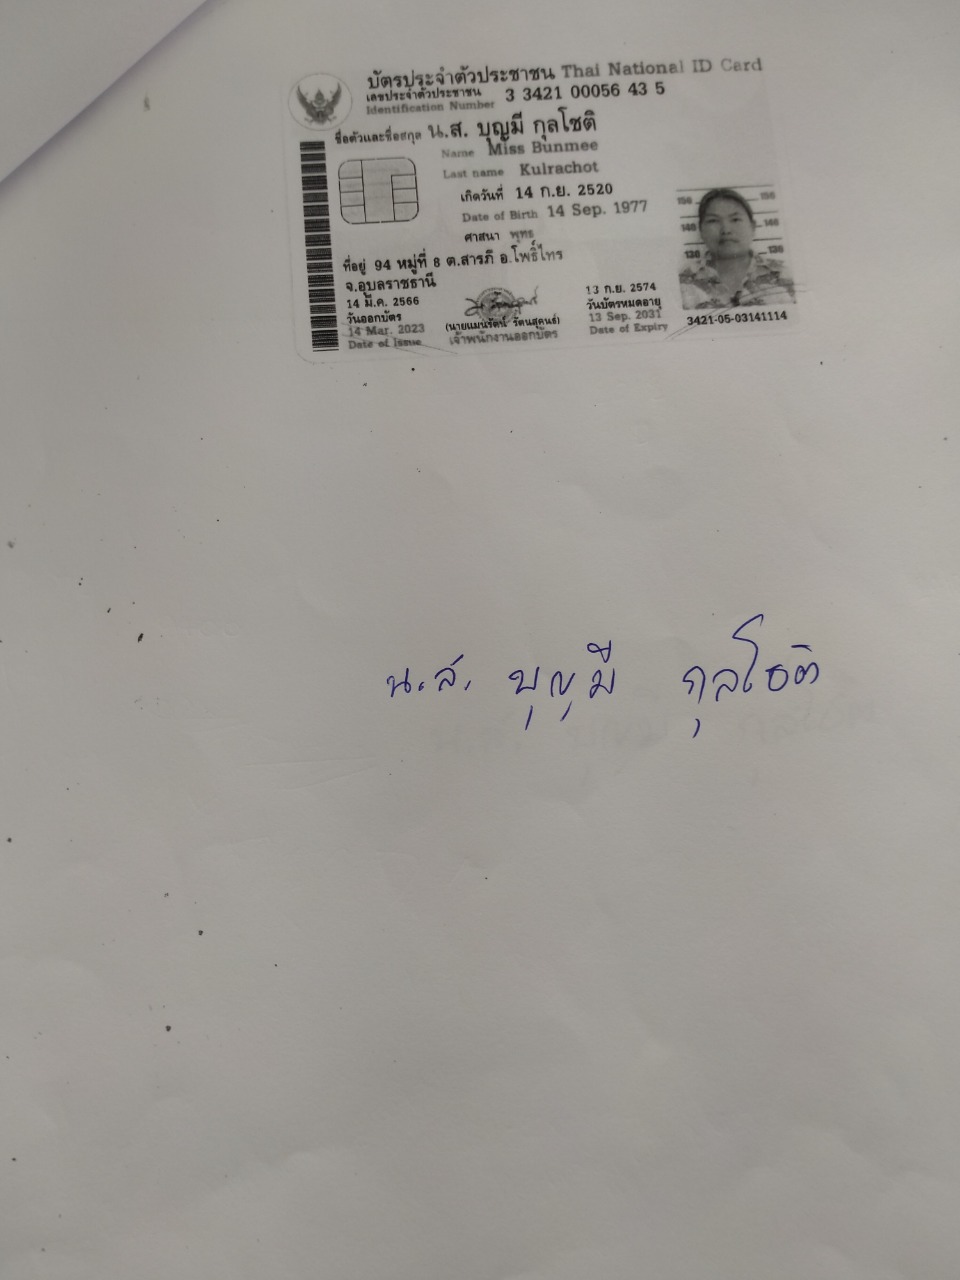 บัตรประจำตัวประชาชน Thai National ID Card
เลขประจำตัวประชาชน
Identification Number 3 3421 00056 43 5
ชื่อตัวและชื่อสกุล น.ส. บุญมี กุลโชติ
Name Miss Bunmee
Last name Kulrachot
เกิดวันที่ 14 ก.ย. 2520
Date of Birth 14 Sep. 1977
ศาสนา พุทธ
ที่อยู่ 94 หมู่ที่ 8 ต.สารภี อ.โพธิ์ไทร
จ.อุบลราชธานี
14 มี.ค. 2566
วันออกบัตร
14 Mar. 2023
Date of Issue
เจ้าพนักงานออกบัตร
13 ก.ย. 2574
วันบัตรหมดอายุ
13 Sep. 2031
Date of Expiry
150 150
140 140
130 130
3421-05-03141114
น.ส. บุญมี กุลโชติ